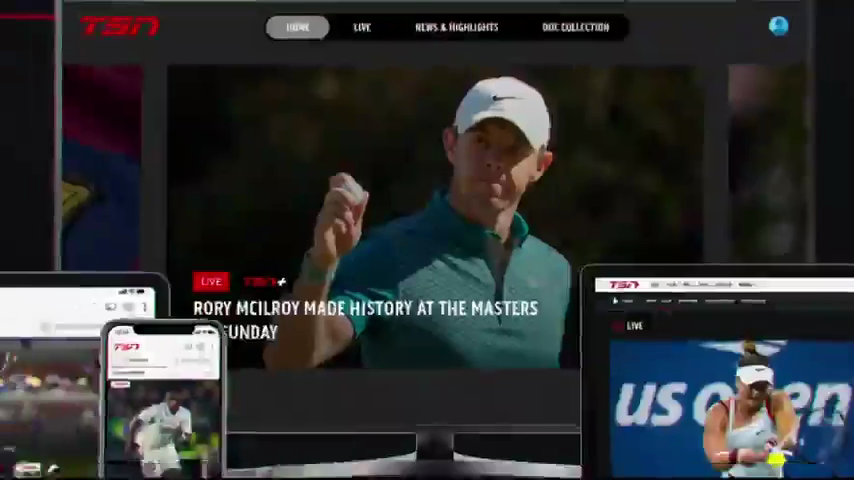 TSN
HOME LIVE NEWS & HIGHLIGHTS DOC COLLECTION
LIVE TSN+
RORY MCILROY MADE HISTORY AT THE MASTERS
SUNDAY
TSN
TSN
LIVE
us open